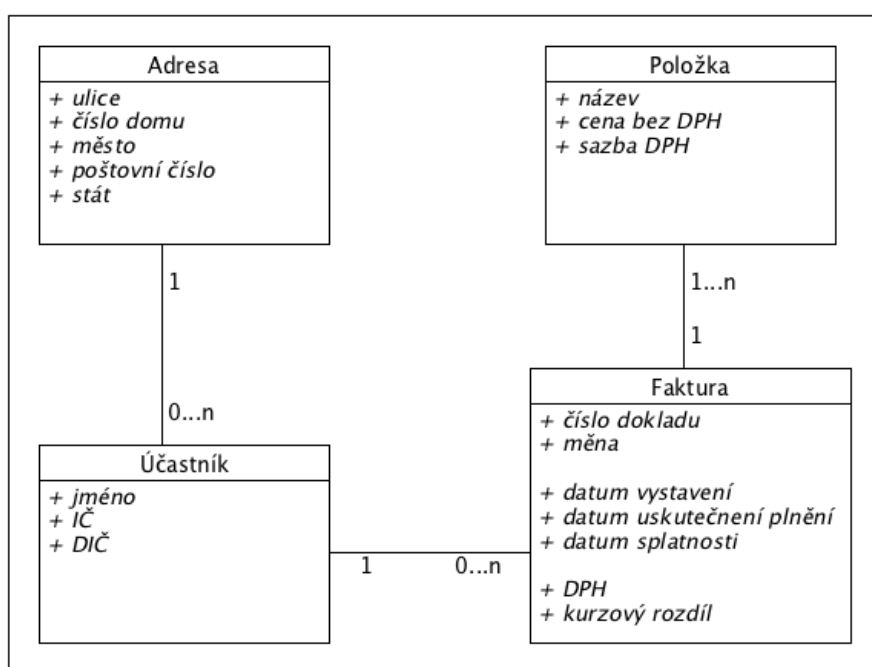 Adresa
+ ulice
+ číslo domu
+ město
+ poštovní číslo
+ stát
Položka
+ název
+ cena bez DPH
+ sazba DPH
1
0...n
1...n
1
Účastník
+ jméno
+ IČ
+ DIČ
1
0...n
Faktura
+ číslo dokladu
+ měna
+ datum vystavení
+ datum uskutečnení plnění
+ datum splatnosti
+ DPH
+ kurzový rozdíl